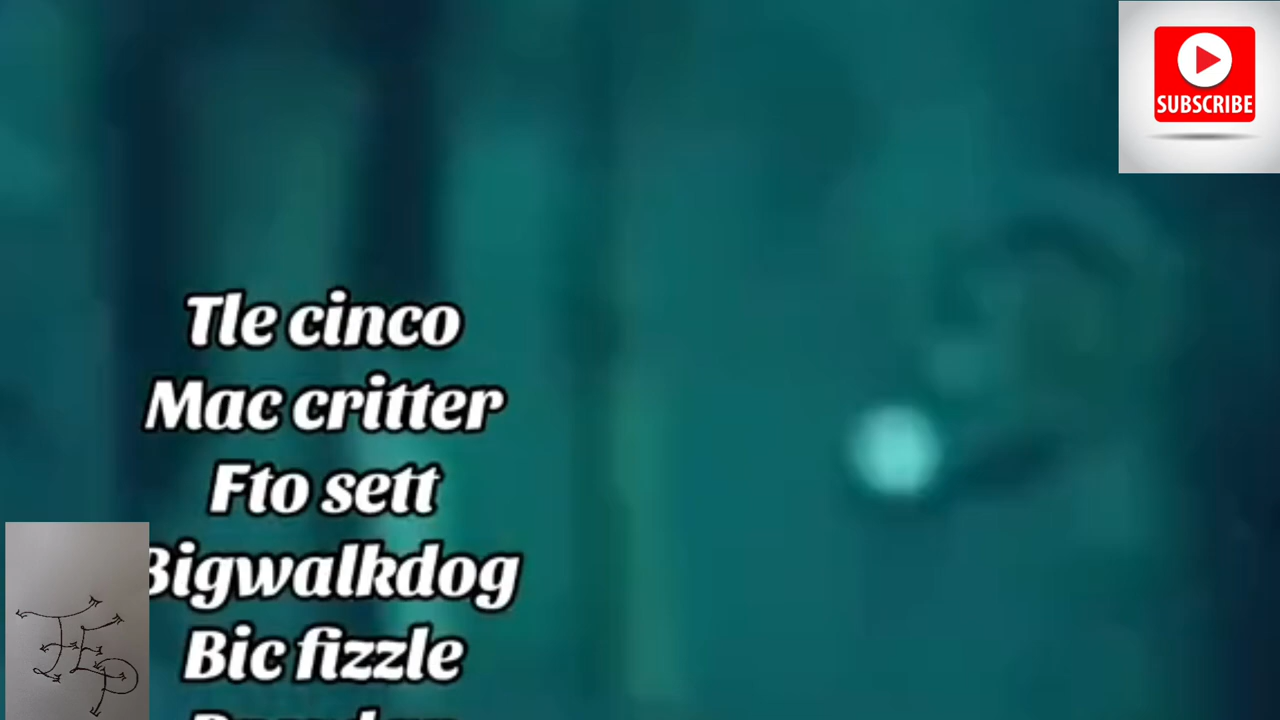 SUBSCRIBE
Tle cinco
Mac critter
Fto sett
Bigwalkdog
Bic fizzle